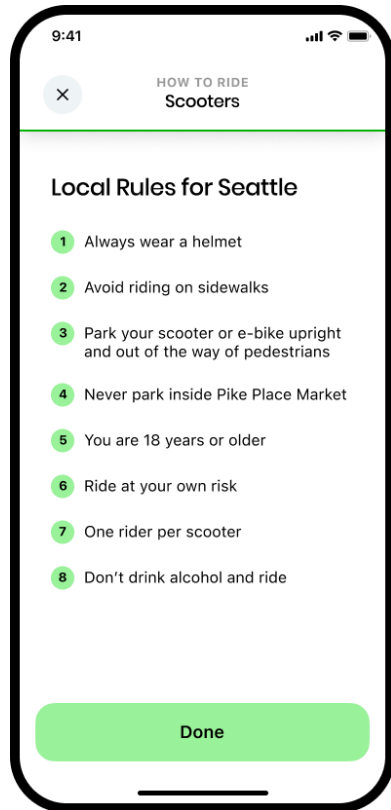 9:41
HOW TO RIDE
Scooters
Local Rules for Seattle
1 Always wear a helmet
2 Avoid riding on sidewalks
3 Park your scooter or e-bike upright
and out of the way of pedestrians
4 Never park inside Pike Place Market
5 You are 18 years or older
6 Ride at your own risk
7 One rider per scooter
8 Don’t drink alcohol and ride
Done